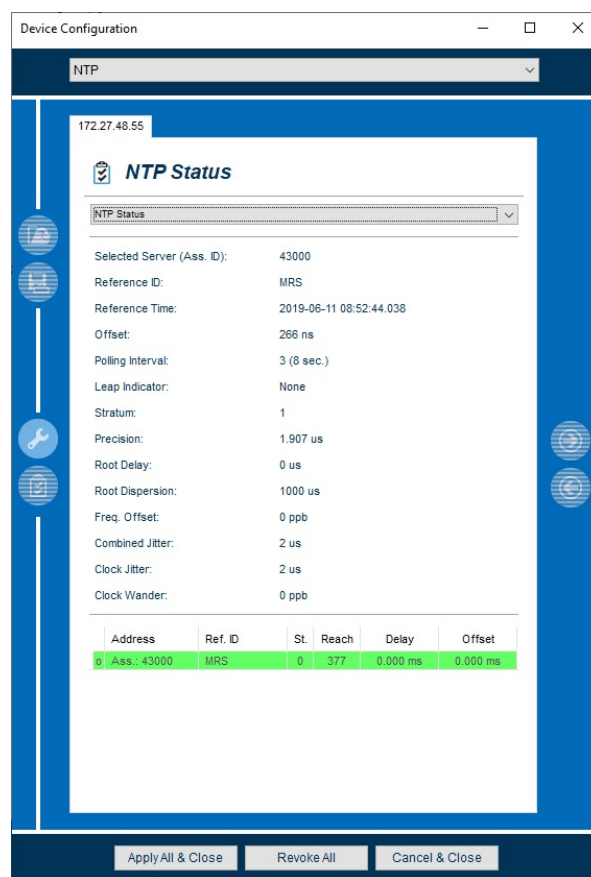 Device Configuration
NTP
172.27.48.55
NTP Status
NTP Status
Selected Server (Ass. ID): 43000
Reference ID: MRS
Reference Time: 2019-06-11 08:52:44.038
Offset: 266 ns
Polling Interval: 3 (8 sec.)
Leap Indicator: None
Stratum: 1
Precision: 1.907 us
Root Delay: 0 us
Root Dispersion: 1000 us
Freq. Offset: 0 ppb
Combined Jitter: 2 us
Clock Jitter: 2 us
Clock Wander: 0 ppb
Address Ref. ID St. Reach Delay Offset
o Ass.: 43000 MRS 0 377 0.000 ms 0.000 ms
Apply All & Close Revoke All Cancel & Close